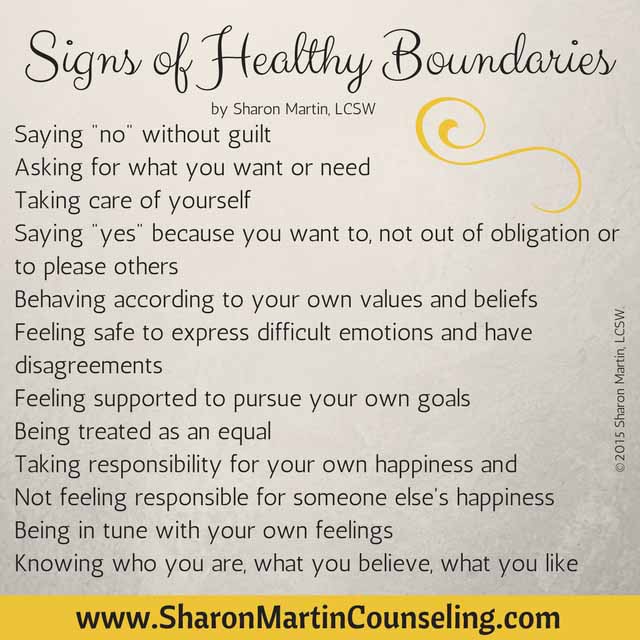 Signs of Healthy Boundaries
by Sharon Martin, LCSW
Saying "no" without guilt
Asking for what you want or need
Taking care of yourself
Saying "yes" because you want to, not out of obligation or
to please others
Behaving according to your own values and beliefs
Feeling safe to express difficult emotions and have
disagreements
Feeling supported to pursue your own goals
Being treated as an equal
Taking responsibility for your own happiness and
Not feeling responsible for someone else's happiness
Being in tune with your own feelings
Knowing who you are, what you believe, what you like
© 2015 Sharon Martin, LCSW.
www.SharonMartinCounseling.com